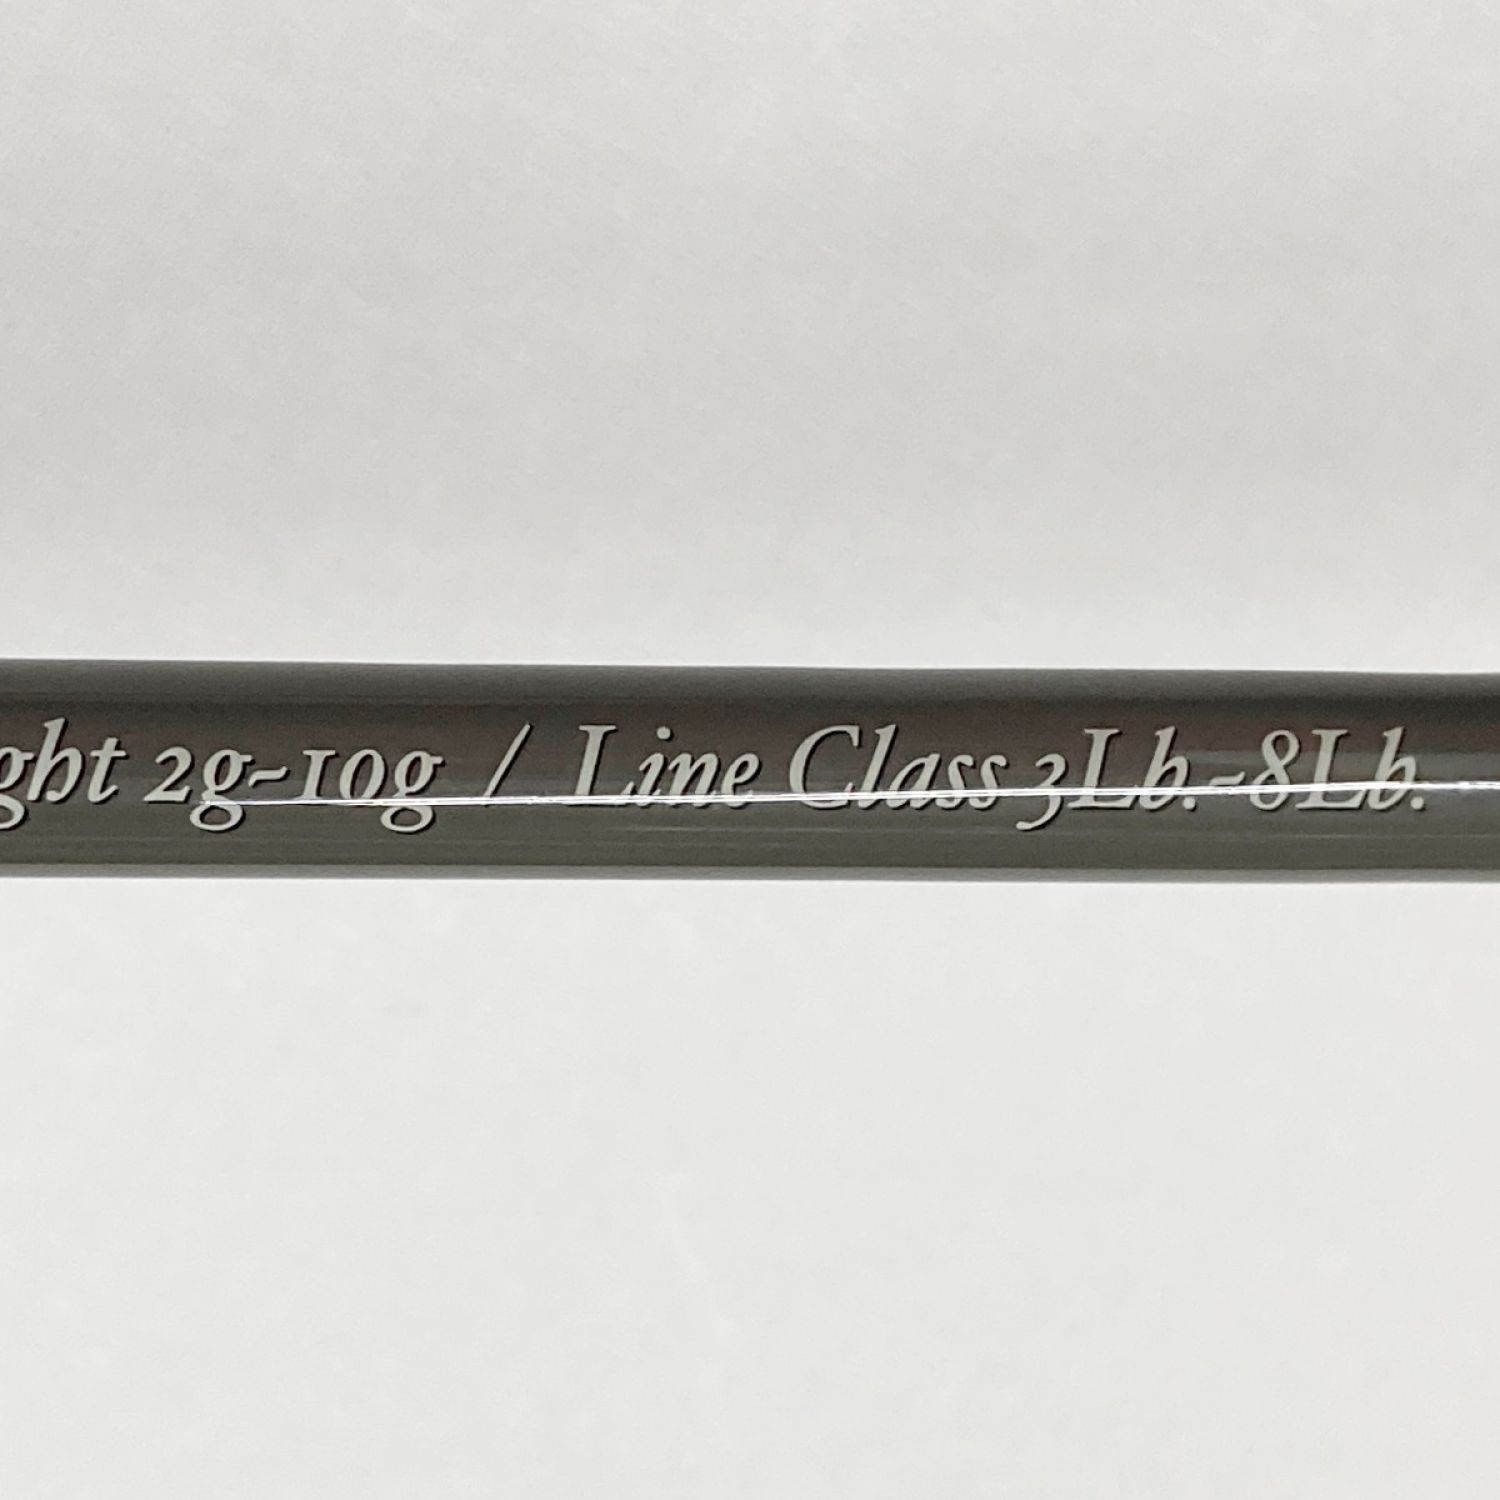 ght 2g-10g / Line Class 3Lb.-8Lb.